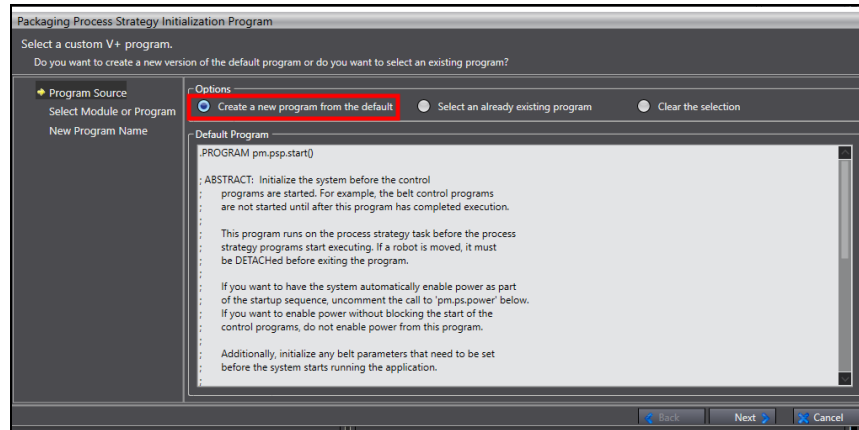 Packaging Process Strategy Initialization Program
Select a custom V+ program.
Do you want to create a new version of the default program or do you want to select an existing program?
Program Source
Select Module or Program
New Program Name
Options
Create a new program from the default
Select an already existing program
Clear the selection
Default Program
.PROGRAM pm.psp.start()
; ABSTRACT: Initialize the system before the control
; programs are started. For example, the belt control programs
; are not started until after this program has completed execution.
;
; This program runs on the process strategy task before the process
; strategy programs start executing. If a robot is moved, it must
; be DETACHed before exiting the program.
;
; If you want to have the system automatically enable power as part
; of the startup sequence, uncomment the call to 'pm.ps.power' below.
; If you want to enable power without blocking the start of the
; control programs, do not enable power from this program.
;
; Additionally, initialize any belt parameters that need to be set
; before the system starts running the application.
;
Back
Next
Cancel